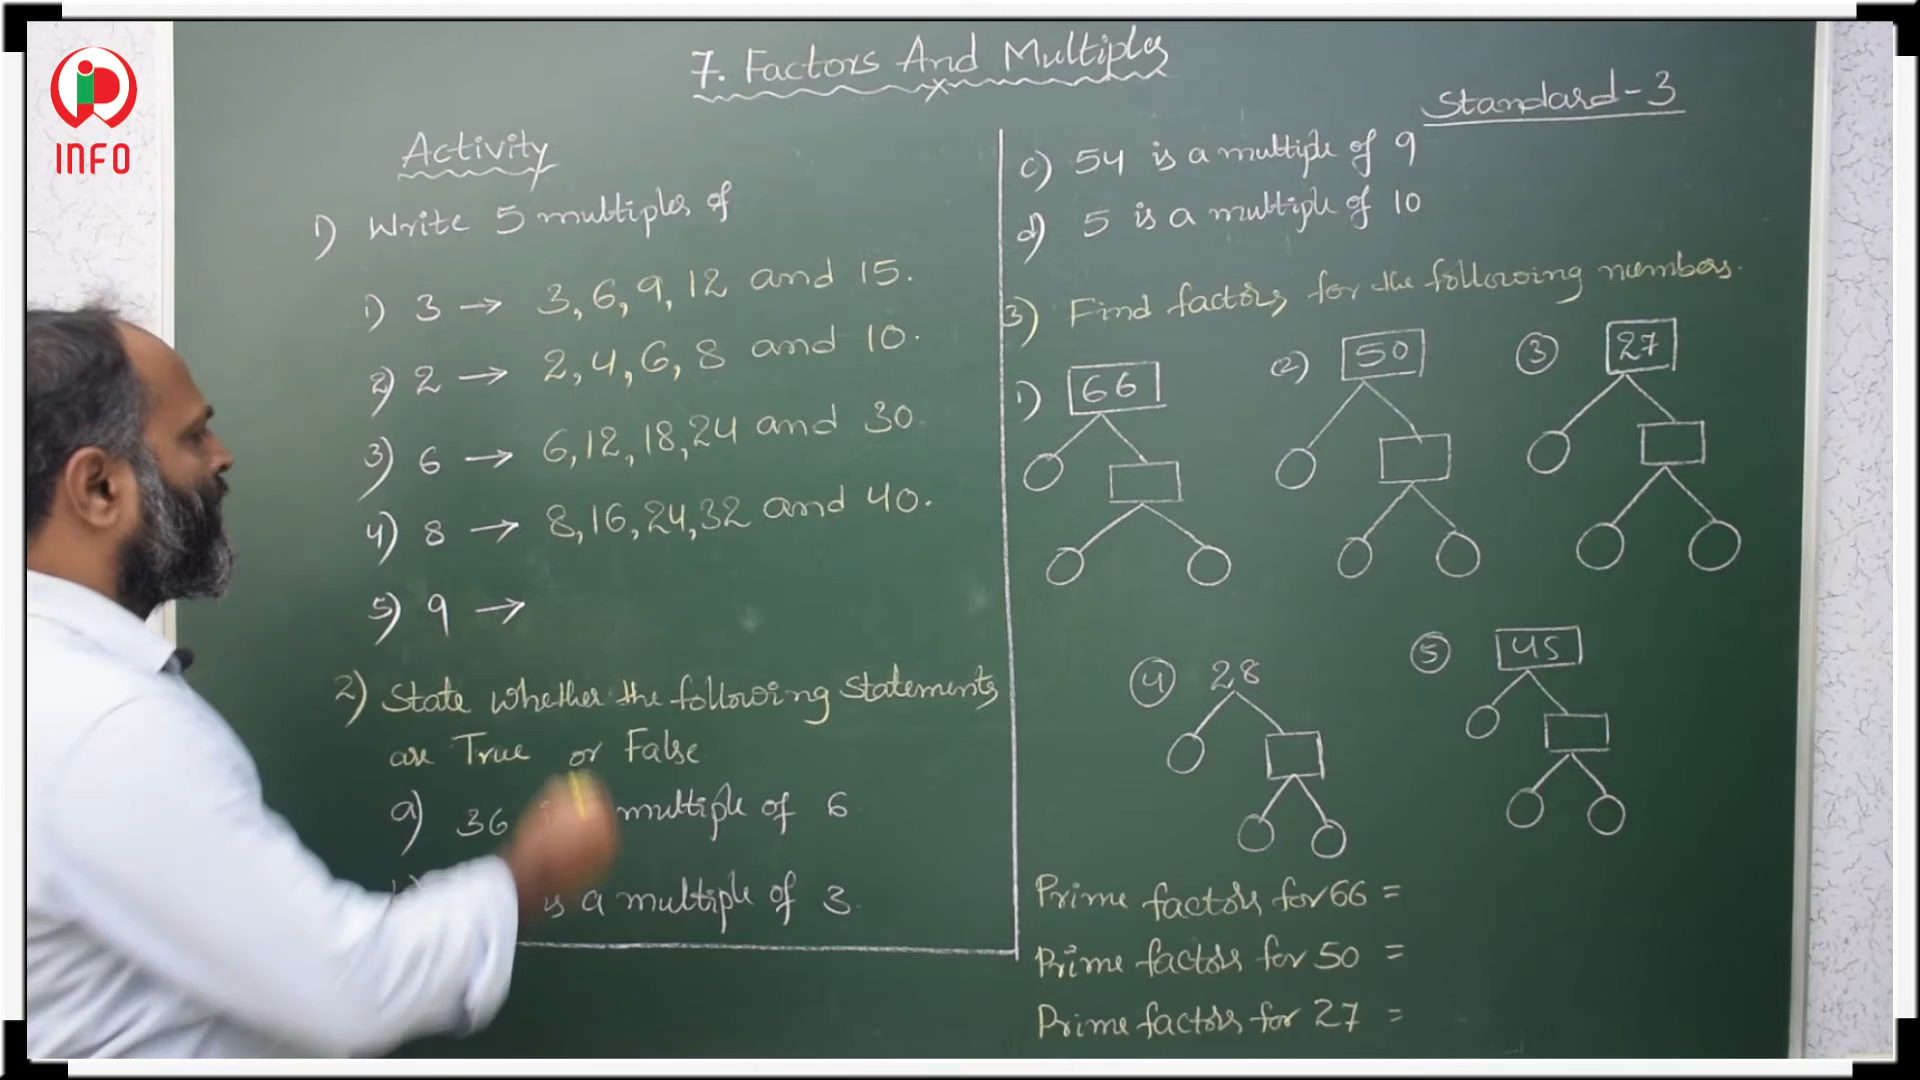 INFO
7. Factors And Multiples
Standard-3
Activity
1) Write 5 multiples of
1) 3 → 3, 6, 9, 12 and 15.
2) 2 → 2, 4, 6, 8 and 10.
3) 6 → 6, 12, 18, 24 and 30.
4) 8 → 8, 16, 24, 32 and 40.
5) 9 →
2) State whether the following statements
are True or False
a) 36 multiple of 6
is a multiple of 3.
c) 54 is a multiple of 9
d) 5 is a multiple of 10
3) Find factors for the following numbers.
1) 66
(2) 50
③ 27
④ 28
⑤ 45
Prime factors for 66 =
Prime factors for 50 =
Prime factors for 27 =